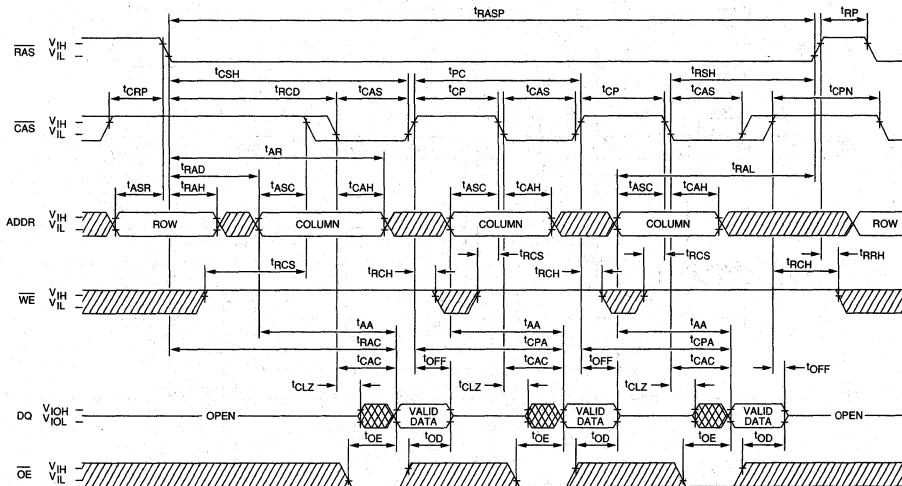 tRASP tRP
RAS VIH
VIL
tCSH tPC tRSH
tCRP tRCD tCAS tCP tCAS tCP tCAS tCPN
CAS VIH
VIL
tAR
tRAD tRAL
tASR tRAH tASC tCAH tASC tCAH tASC tCAH
ADDR VIH
VIL
ROW COLUMN COLUMN COLUMN ROW
tRCS tRCH tRCS tRCH tRCS tRCH tRRH
WE VIH
VIL
tAA tAA tAA
tRAC tCPA tCPA
tCAC tOFF tCAC tOFF tCAC tOFF
tCLZ tCLZ tCLZ
DQ VIOH
VIOL
OPEN VALID DATA VALID DATA VALID DATA OPEN
tOE tOD tOE tOD tOE tOD
OE VIH
VIL